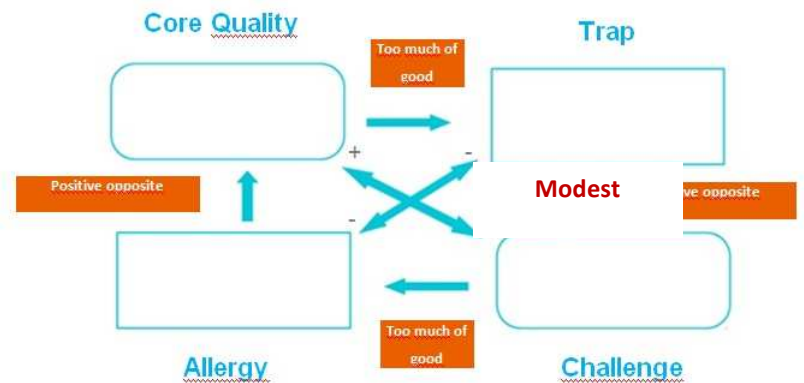 Core Quality
Too much of
good
Trap
+
-
Positive opposite
Modest
ve opposite
-
Too much of
good
Allergy
Challenge